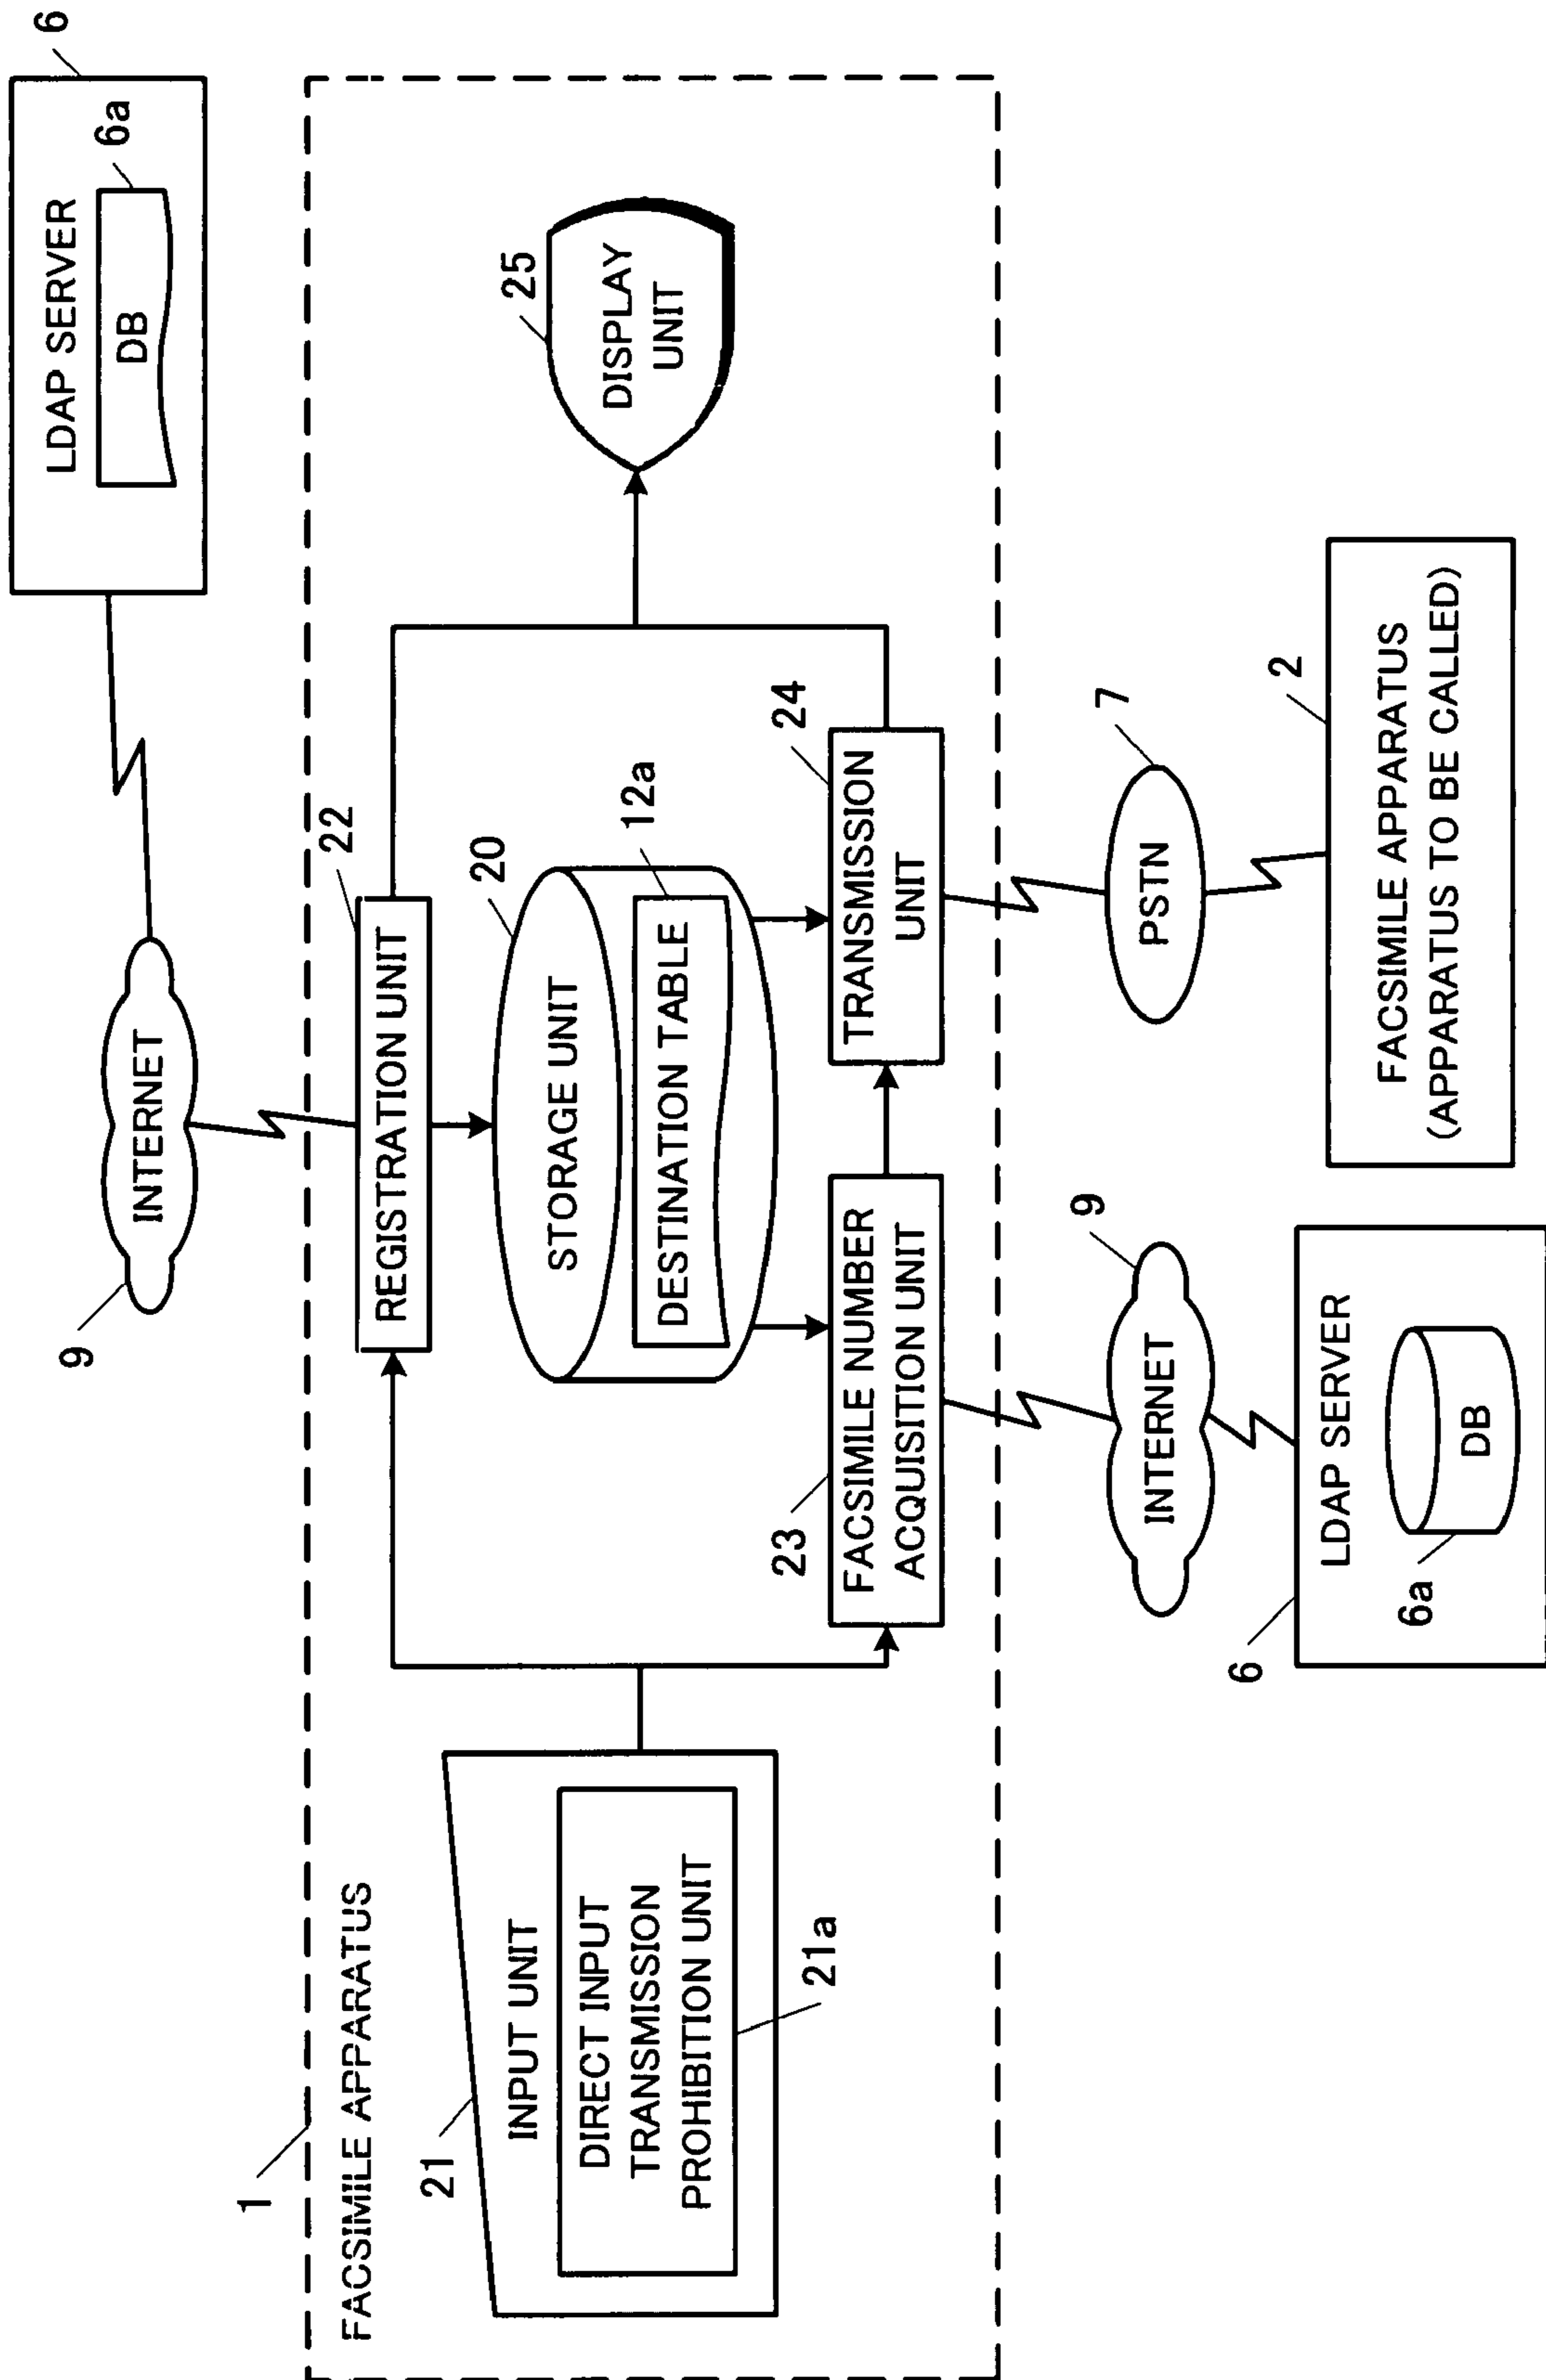 6
LDAP SERVER
6a
DB
9
INTERNET
1
FACSIMILE APPARATUS
22
REGISTRATION UNIT
21
INPUT UNIT
DIRECT INPUT
TRANSMISSION
PROHIBITION UNIT
21a
20
STORAGE UNIT
12a
DESTINATION TABLE
25
DISPLAY
UNIT
23
FACSIMILE NUMBER
ACQUISITION UNIT
24
TRANSMISSION
UNIT
9
INTERNET
7
PSTN
6
LDAP SERVER
6a
DB
2
FACSIMILE APPARATUS
(APPARATUS TO BE CALLED)